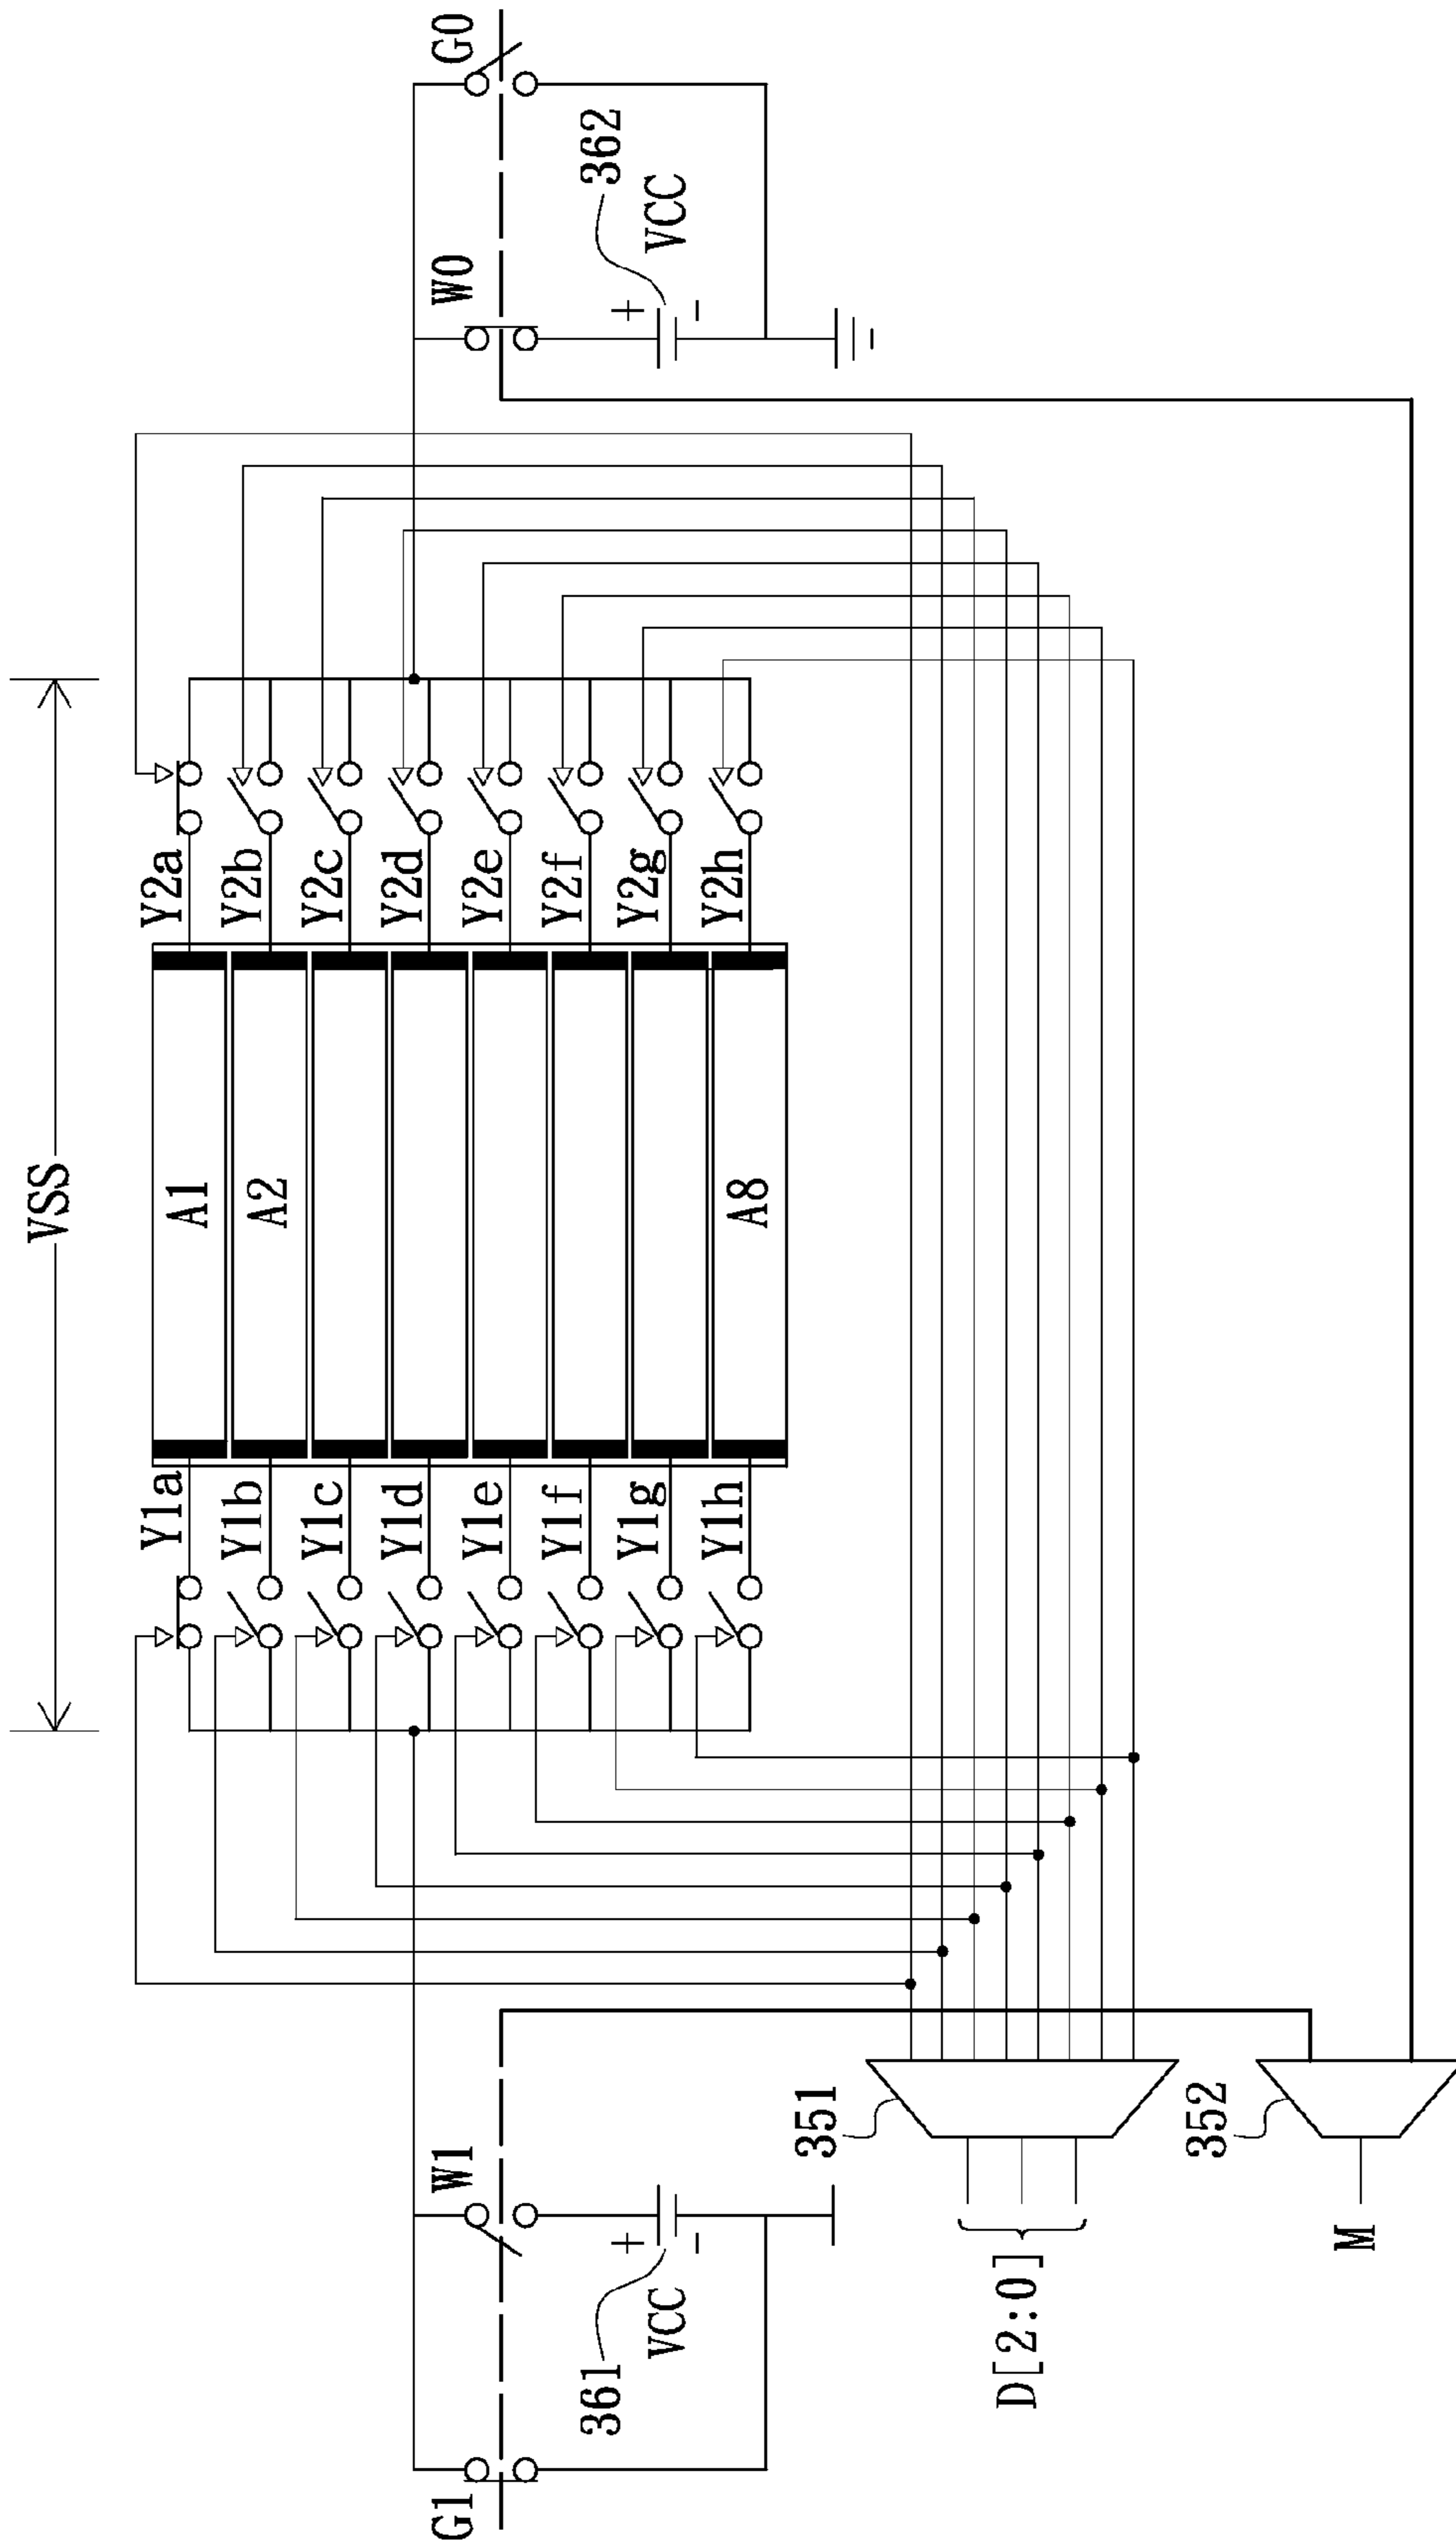 VSS
G1
W1
W0
G0
361
VCC
+
-
362
VCC
+
-
Y1a
Y1b
Y1c
Y1d
Y1e
Y1f
Y1g
Y1h
A1
A2
A8
Y2a
Y2b
Y2c
Y2d
Y2e
Y2f
Y2g
Y2h
351
D[2:0]
352
M